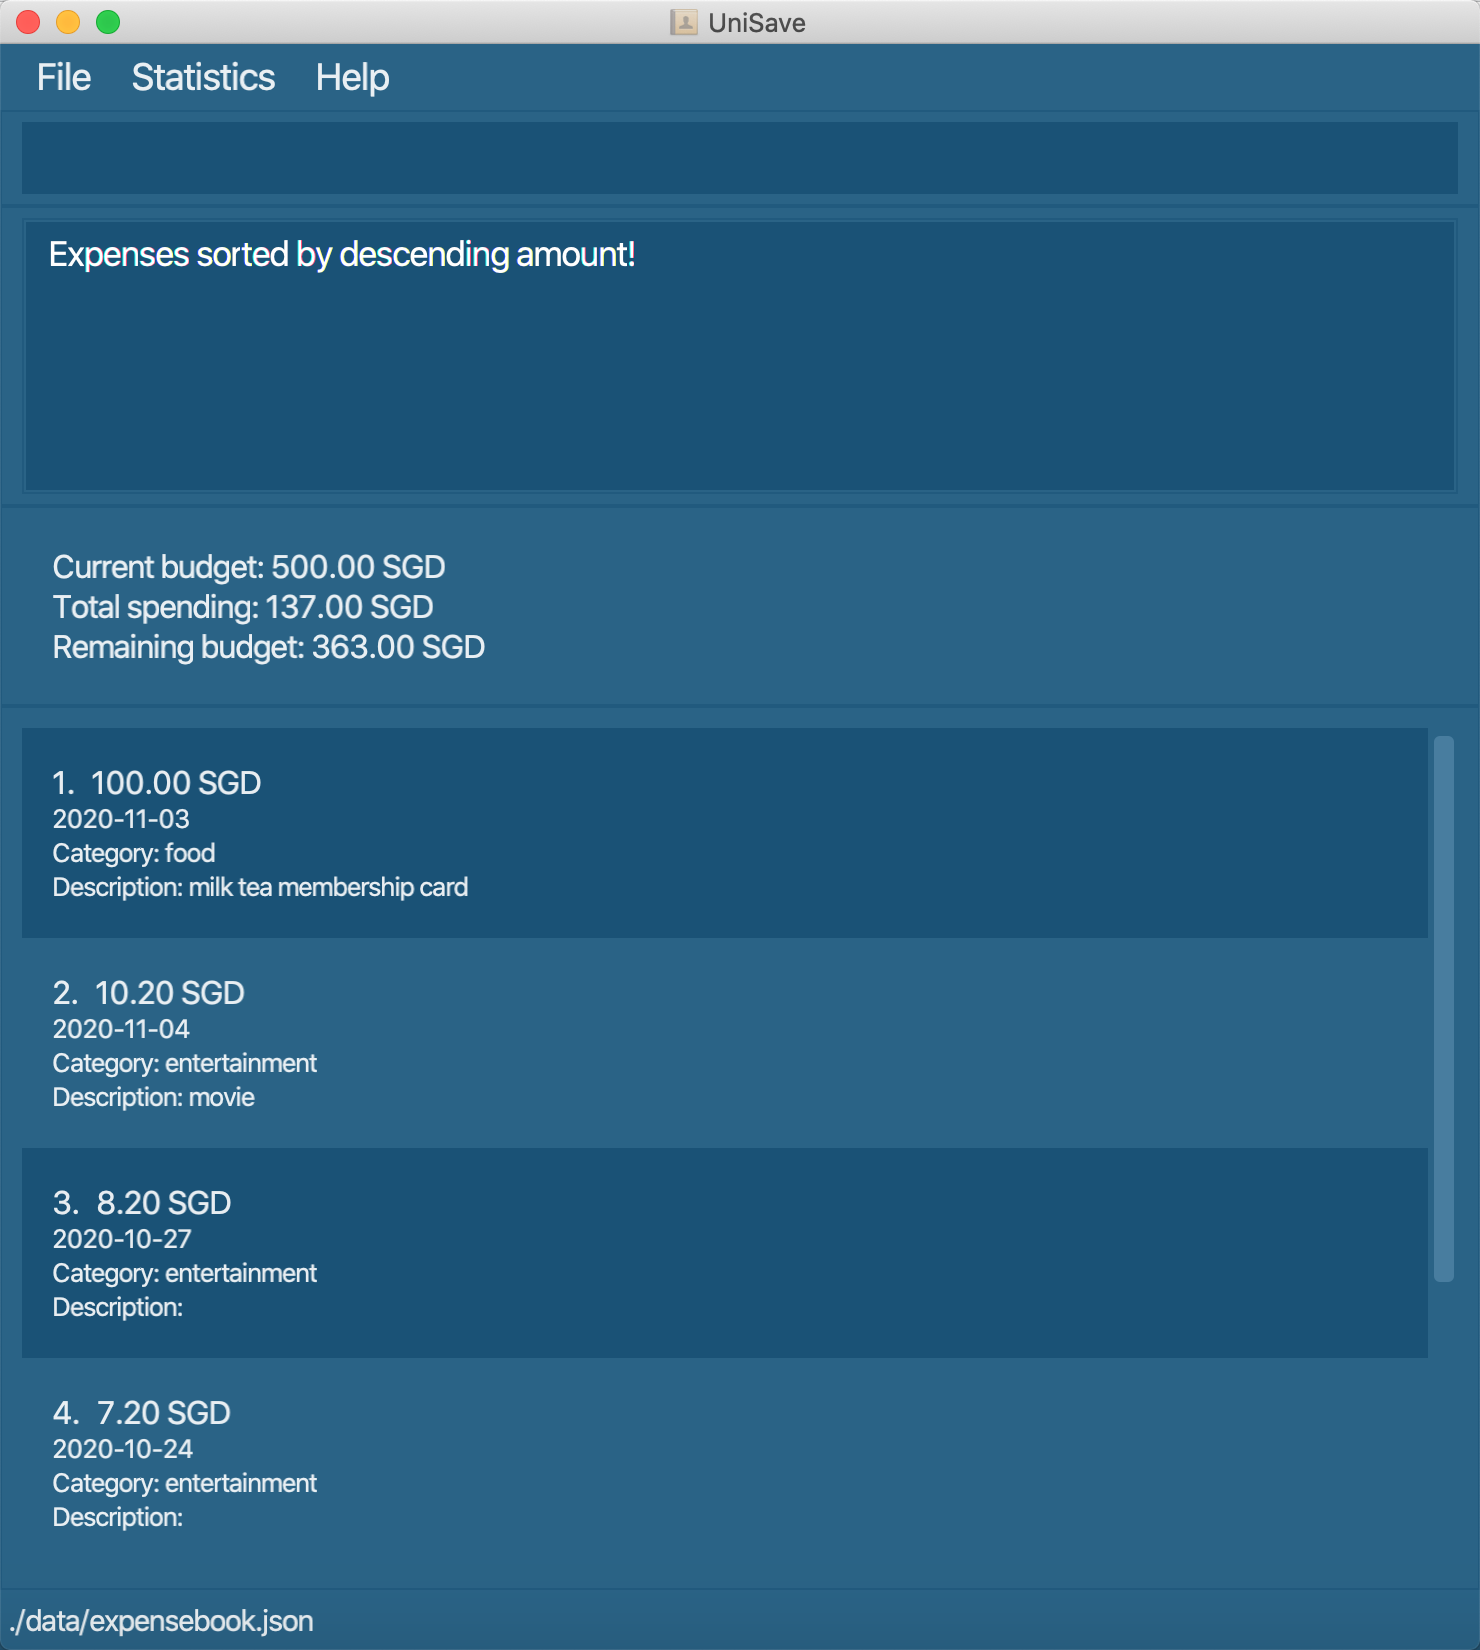 UniSave
File Statistics Help
Expenses sorted by descending amount!
Current budget: 500.00 SGD
Total spending: 137.00 SGD
Remaining budget: 363.00 SGD
1. 100.00 SGD
2020-11-03
Category: food
Description: milk tea membership card
2. 10.20 SGD
2020-11-04
Category: entertainment
Description: movie
3. 8.20 SGD
2020-10-27
Category: entertainment
Description:
4. 7.20 SGD
2020-10-24
Category: entertainment
Description:
./data/expensebook.json